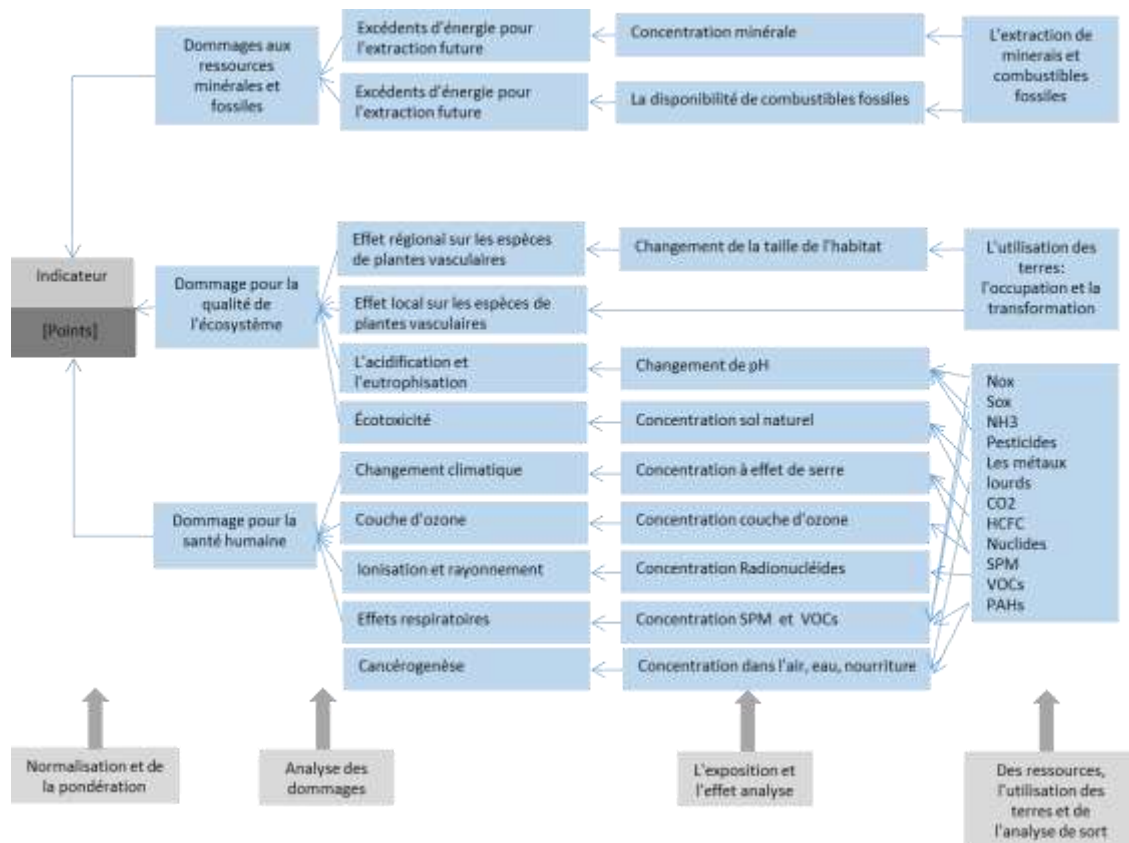 Dommages aux
ressources
minérales et
fossiles
Excédents d'énergie pour
l'extraction future
Concentration minérale
L'extraction de
minerais et
combustibles
fossiles
Excédents d'énergie pour
l'extraction future
La disponibilité de combustibles fossiles
Indicateur
[Points]
Dommage pour la
qualité de
l'écosystème
Effet régional sur les espèces
de plantes vasculaires
Changement de la taille de l'habitat
L'utilisation des
terres:
l'occupation et la
transformation
Effet local sur les espèces de
plantes vasculaires
L'acidification et
l'eutrophisation
Changement de pH
Écotoxicité
Concentration sol naturel
Dommage pour la
santé humaine
Changement climatique
Concentration à effet de serre
Couche d'ozone
Concentration couche d'ozone
Ionisation et rayonnement
Concentration Radionucléides
Effets respiratoires
Concentration SPM et VOCs
Cancérogenèse
Concentration dans l'air, eau, nourriture
Nox
Sox
NH3
Pesticides
Les métaux
lourds
CO2
HCFC
Nuclides
SPM
VOCs
PAHs
Normalisation et de
la pondération
Analyse des
dommages
L'exposition et
l'effet analyse
Des ressources,
l'utilisation des
terres et de
l'analyse de sort